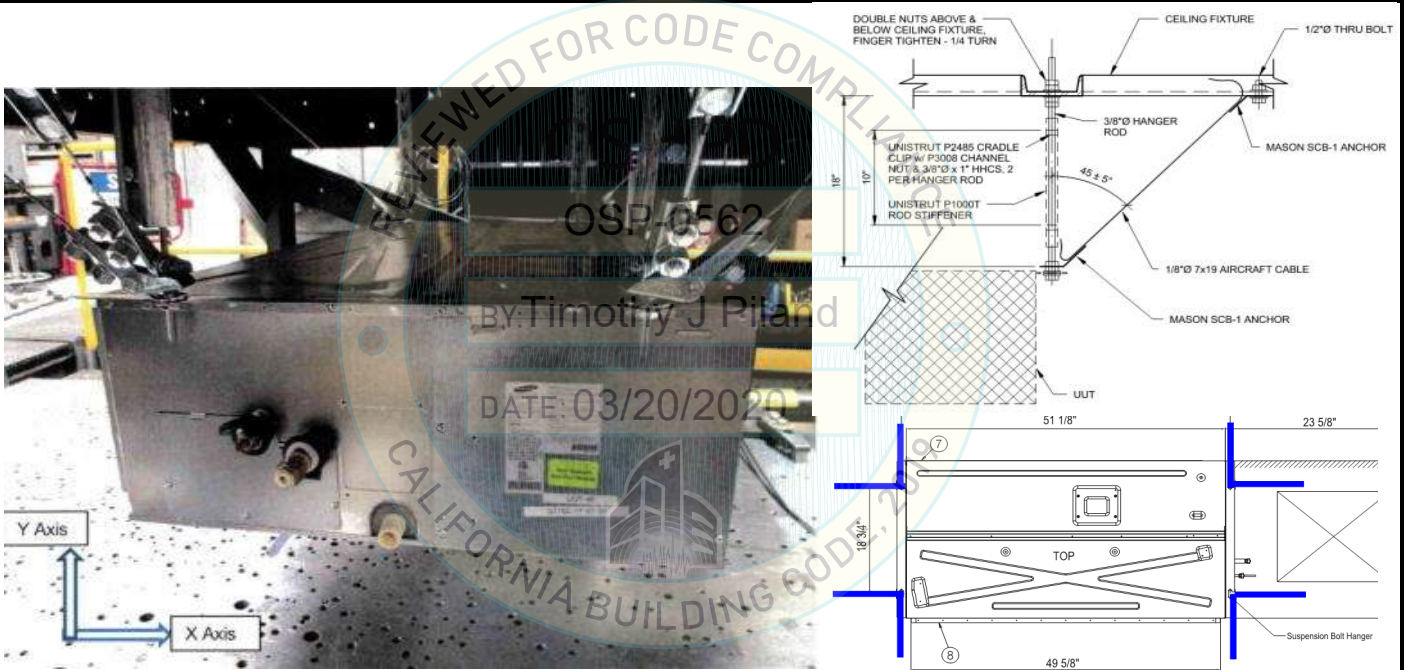 REVIEWED FOR CODE COMPLIANCE
OSP-0562
BY:Timothy J Piland
DATE: 03/20/2020
CALIFORNIA BUILDING CODE, 2019
Y Axis
X Axis
DOUBLE NUTS ABOVE &
BELOW CEILING FIXTURE,
FINGER TIGHTEN - 1/4 TURN
CEILING FIXTURE
1/2"Ø THRU BOLT
3/8"Ø HANGER
ROD
MASON SCB-1 ANCHOR
UNISTRUT P2485 CRADLE
CLIP w/ P3008 CHANNEL
NUT & 3/8"Ø x 1" HHCS, 2
PER HANGER ROD
18"
10"
45 ± 5°
UNISTRUT P1000T
ROD STIFFENER
1/8"Ø 7x19 AIRCRAFT CABLE
MASON SCB-1 ANCHOR
UUT
51 1/8"
23 5/8"
7
18 3/4"
TOP
Suspension Bolt Hanger
8
49 5/8"